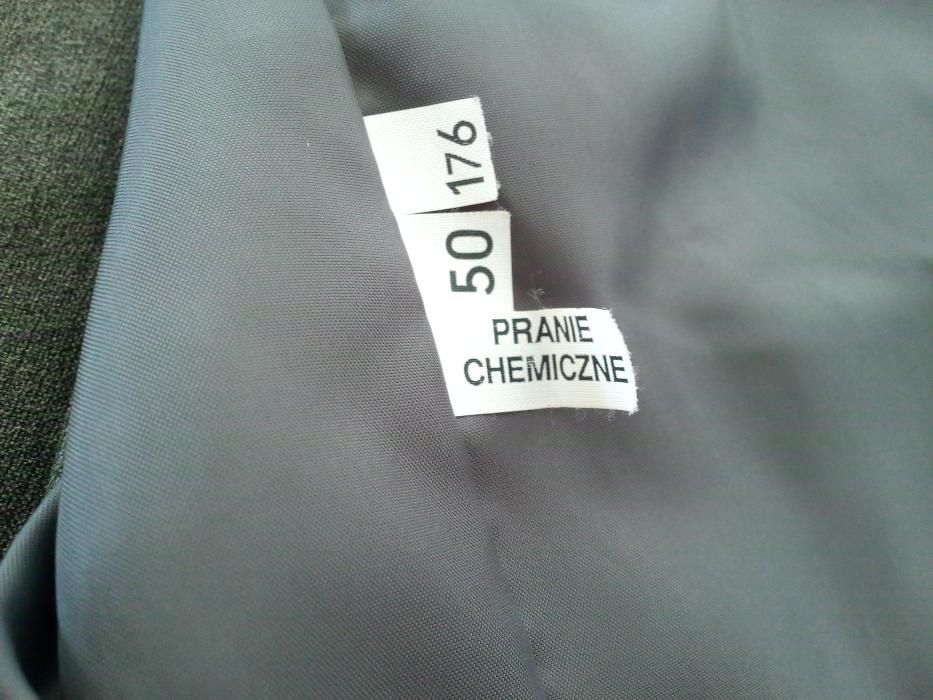 176
50
PRANIE
CHEMICZNE